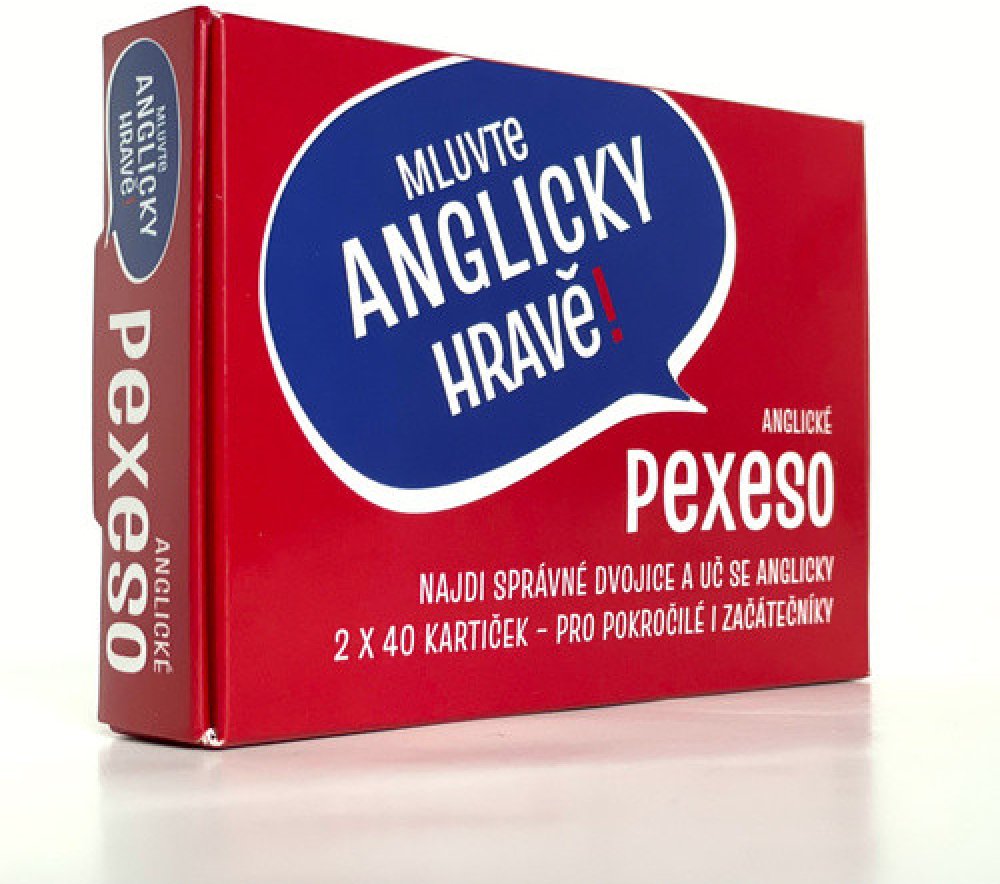 MLUVTe
ANGLICKY
HRAVě!
PeXeSO
ANGLICKÉ
MLUVTe
ANGLICKY
HRAVě!
ANGLICKÉ
PeXeSO
NAJDI SPRÁVNÉ DVOJICE A UČ SE ANGLICKY
2 X 40 KARTIČEK – PRO POKROČILÉ I ZAČÁTEČNÍKY